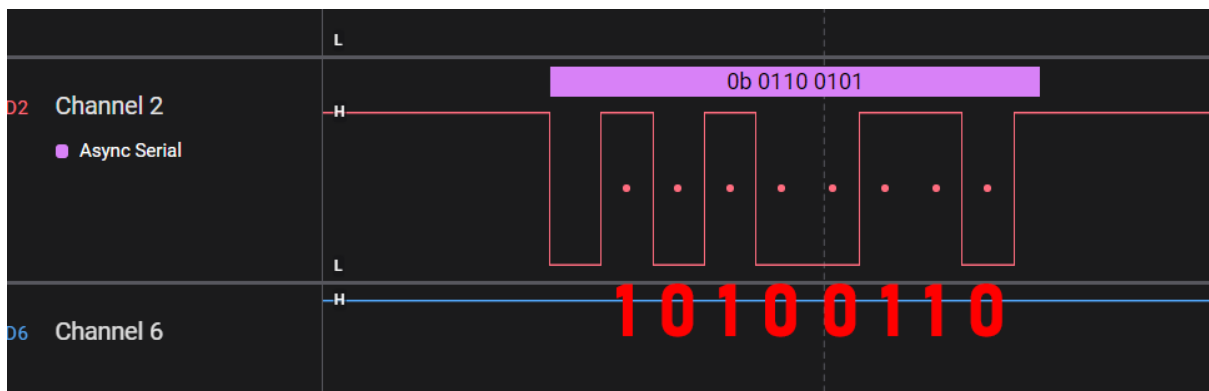 L
0b 0110 0101
D2 Channel 2
H
Async Serial
L
H
10100110
D6 Channel 6